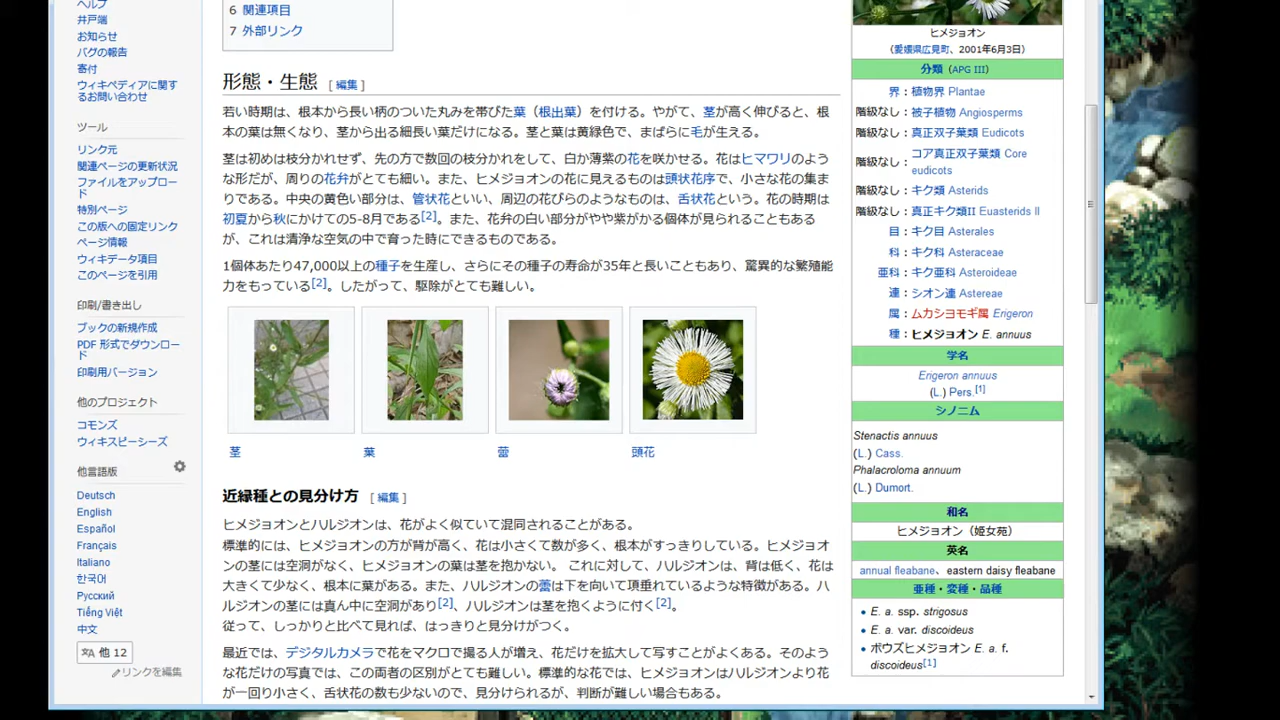 ヘルプ
井戸端
お知らせ
バグの報告
寄付
ウィキペディアに関するお問い合わせ
ツール
リンク元
関連ページの更新状況
ファイルをアップロード
特別ページ
この版への固定リンク
ページ情報
ウィキデータ項目
このページを引用
印刷/書き出し
ブックの新規作成
PDF 形式でダウンロード
印刷用バージョン
他のプロジェクト
コモンズ
ウィキスピーシーズ
他言語版
Deutsch
English
Español
Français
Italiano
한국어
Русский
Tiếng Việt
中文
他 12
リンクを編集
6 関連項目
7 外部リンク
形態・生態 [編集]
若い時期は、根本から長い柄のついた丸みを帯びた葉（根出葉）を付ける。やがて、茎が高く伸びると、根
本の葉は無くなり、茎から出る細長い葉だけになる。茎と葉は黄緑色で、まばらに毛が生える。
茎は初めは枝分かれせず、先の方で数回の枝分かれをして、白か薄紫の花を咲かせる。花はヒマワリのよう
な形だが、周りの花弁がとても細い。また、ヒメジョオンの花に見えるものは頭状花序で、小さな花の集ま
りである。中央の黄色い部分は、管状花といい、周辺の花びらのようなものは、舌状花という。花の時期は
初夏から秋にかけての5-8月である[2]。また、花弁の白い部分がやや紫がかる個体が見られることもある
が、これは清浄な空気の中で育った時にできるものである。
1個体あたり47,000以上の種子を生産し、さらにその種子の寿命が35年と長いこともあり、驚異的な繁殖能
力をもっている[2]。したがって、駆除がとても難しい。
茎
葉
蕾
頭花
近縁種との見分け方 [編集]
ヒメジョオンとハルジオンは、花がよく似ていて混同されることがある。
標準的には、ヒメジョオンの方が背が高く、花は小さくて数が多く、根本がすっきりしている。ヒメジョオ
ンの茎には空洞がなく、ヒメジョオンの葉は茎を抱かない。 これに対して、ハルジオンは、背は低く、花は
大きくて少なく、根本に葉がある。また、ハルジオンの蕾は下を向いて項垂れているような特徴がある。ハ
ルジオンの茎には真ん中に空洞があり[2]、ハルジオンは茎を抱くように付く[2]。
従って、しっかりと比べて見れば、はっきりと見分けがつく。
最近では、デジタルカメラで花をマクロで撮る人が増え、花だけを拡大して写すことがよくある。そのよう
な花だけの写真では、この両者の区別がとても難しい。標準的な花では、ヒメジョオンはハルジオンより花
が一回り小さく、舌状花の数も少ないので、見分けられるが、判断が難しい場合もある。
ヒメジョオン
（愛媛県広見町、2001年6月3日）
分類（APG III）
界：植物界 Plantae
階級なし：被子植物 Angiosperms
階級なし：真正双子葉類 Eudicots
階級なし：コア真正双子葉類 Core
eudicots
階級なし：キク類 Asterids
階級なし：真正キク類II Euasterids II
目：キク目 Asterales
科：キク科 Asteraceae
亜科：キク亜科 Asteroideae
連：シオン連 Astereae
属：ムカシヨモギ属 Erigeron
種：ヒメジョオン E. annuus
学名
Erigeron annuus
(L.) Pers.[1]
シノニム
Stenactis annuus
(L.) Cass.
Phalacroloma annuum
(L.) Dumort.
和名
ヒメジョオン（姫女苑）
英名
annual fleabane、eastern daisy fleabane
亜種・変種・品種
E. a. ssp. strigosus
E. a. var. discoideus
ボウズヒメジョオン E. a. f.
discoideus[1]